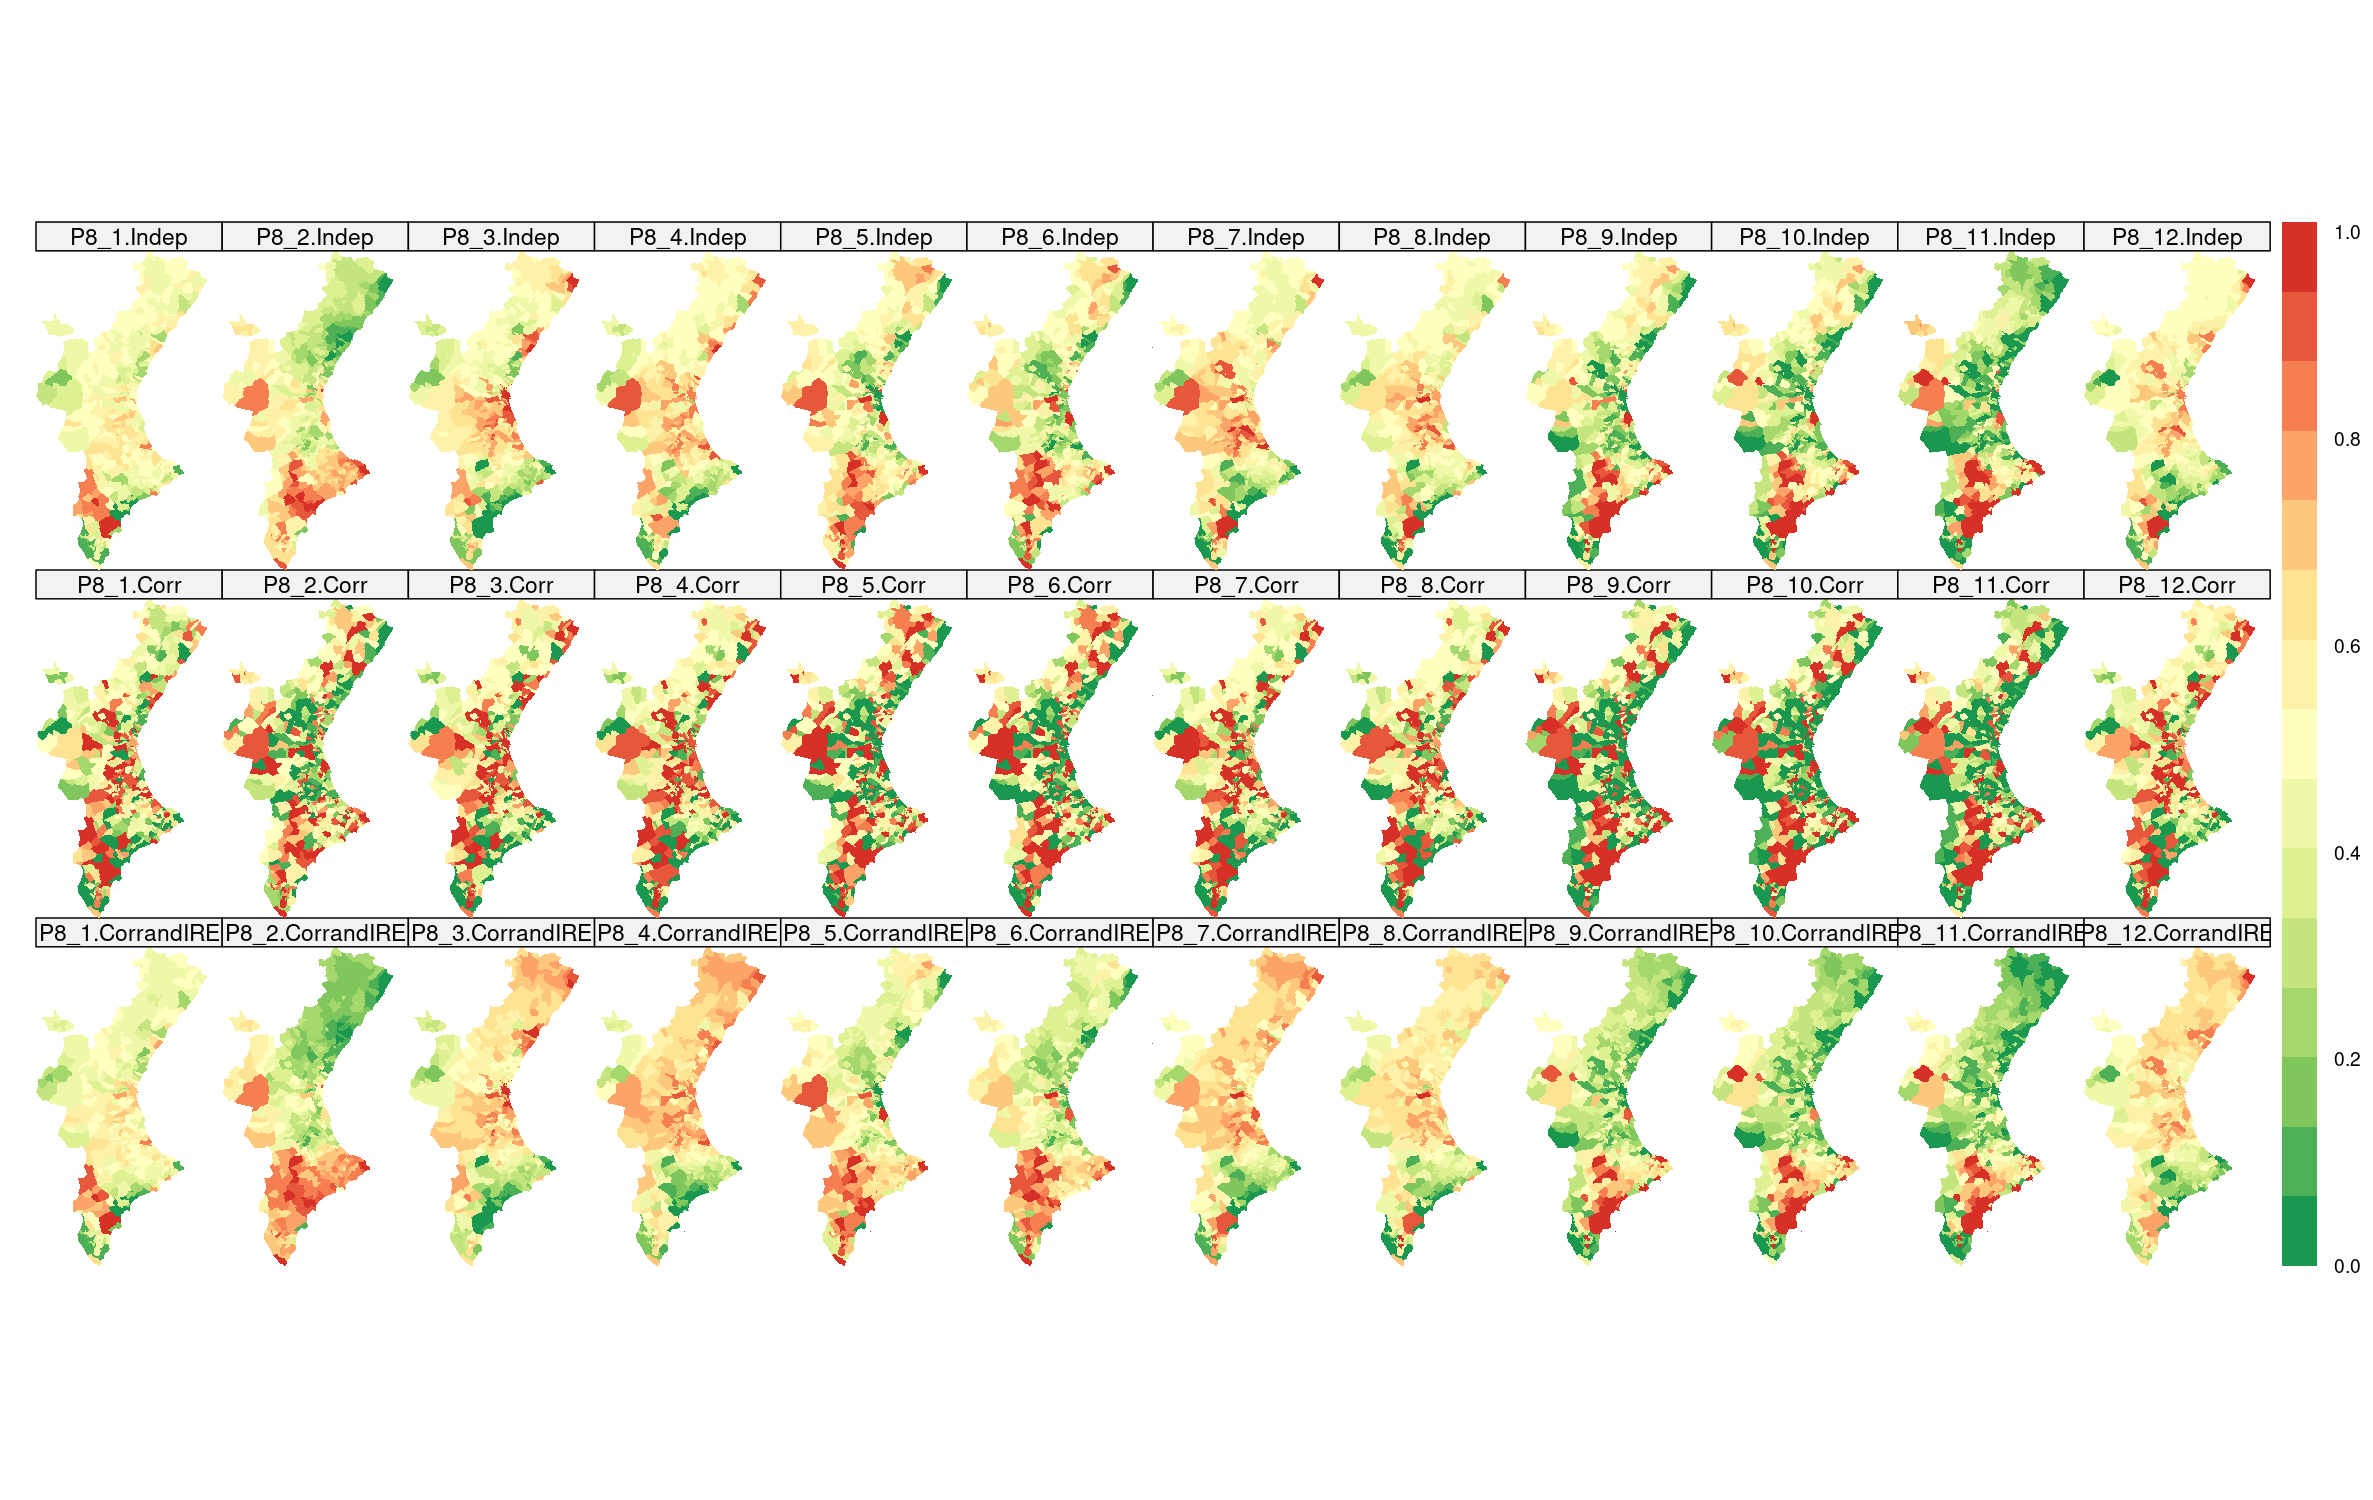 P8_1.Indep P8_2.Indep P8_3.Indep P8_4.Indep P8_5.Indep P8_6.Indep P8_7.Indep P8_8.Indep P8_9.Indep P8_10.Indep P8_11.Indep P8_12.Indep
P8_1.Corr P8_2.Corr P8_3.Corr P8_4.Corr P8_5.Corr P8_6.Corr P8_7.Corr P8_8.Corr P8_9.Corr P8_10.Corr P8_11.Corr P8_12.Corr
P8_1.CorrandIRE P8_2.CorrandIRE P8_3.CorrandIRE P8_4.CorrandIRE P8_5.CorrandIRE P8_6.CorrandIRE P8_7.CorrandIRE P8_8.CorrandIRE P8_9.CorrandIRE P8_10.CorrandIRE P8_11.CorrandIRE P8_12.CorrandIRE
1.0
0.8
0.6
0.4
0.2
0.0